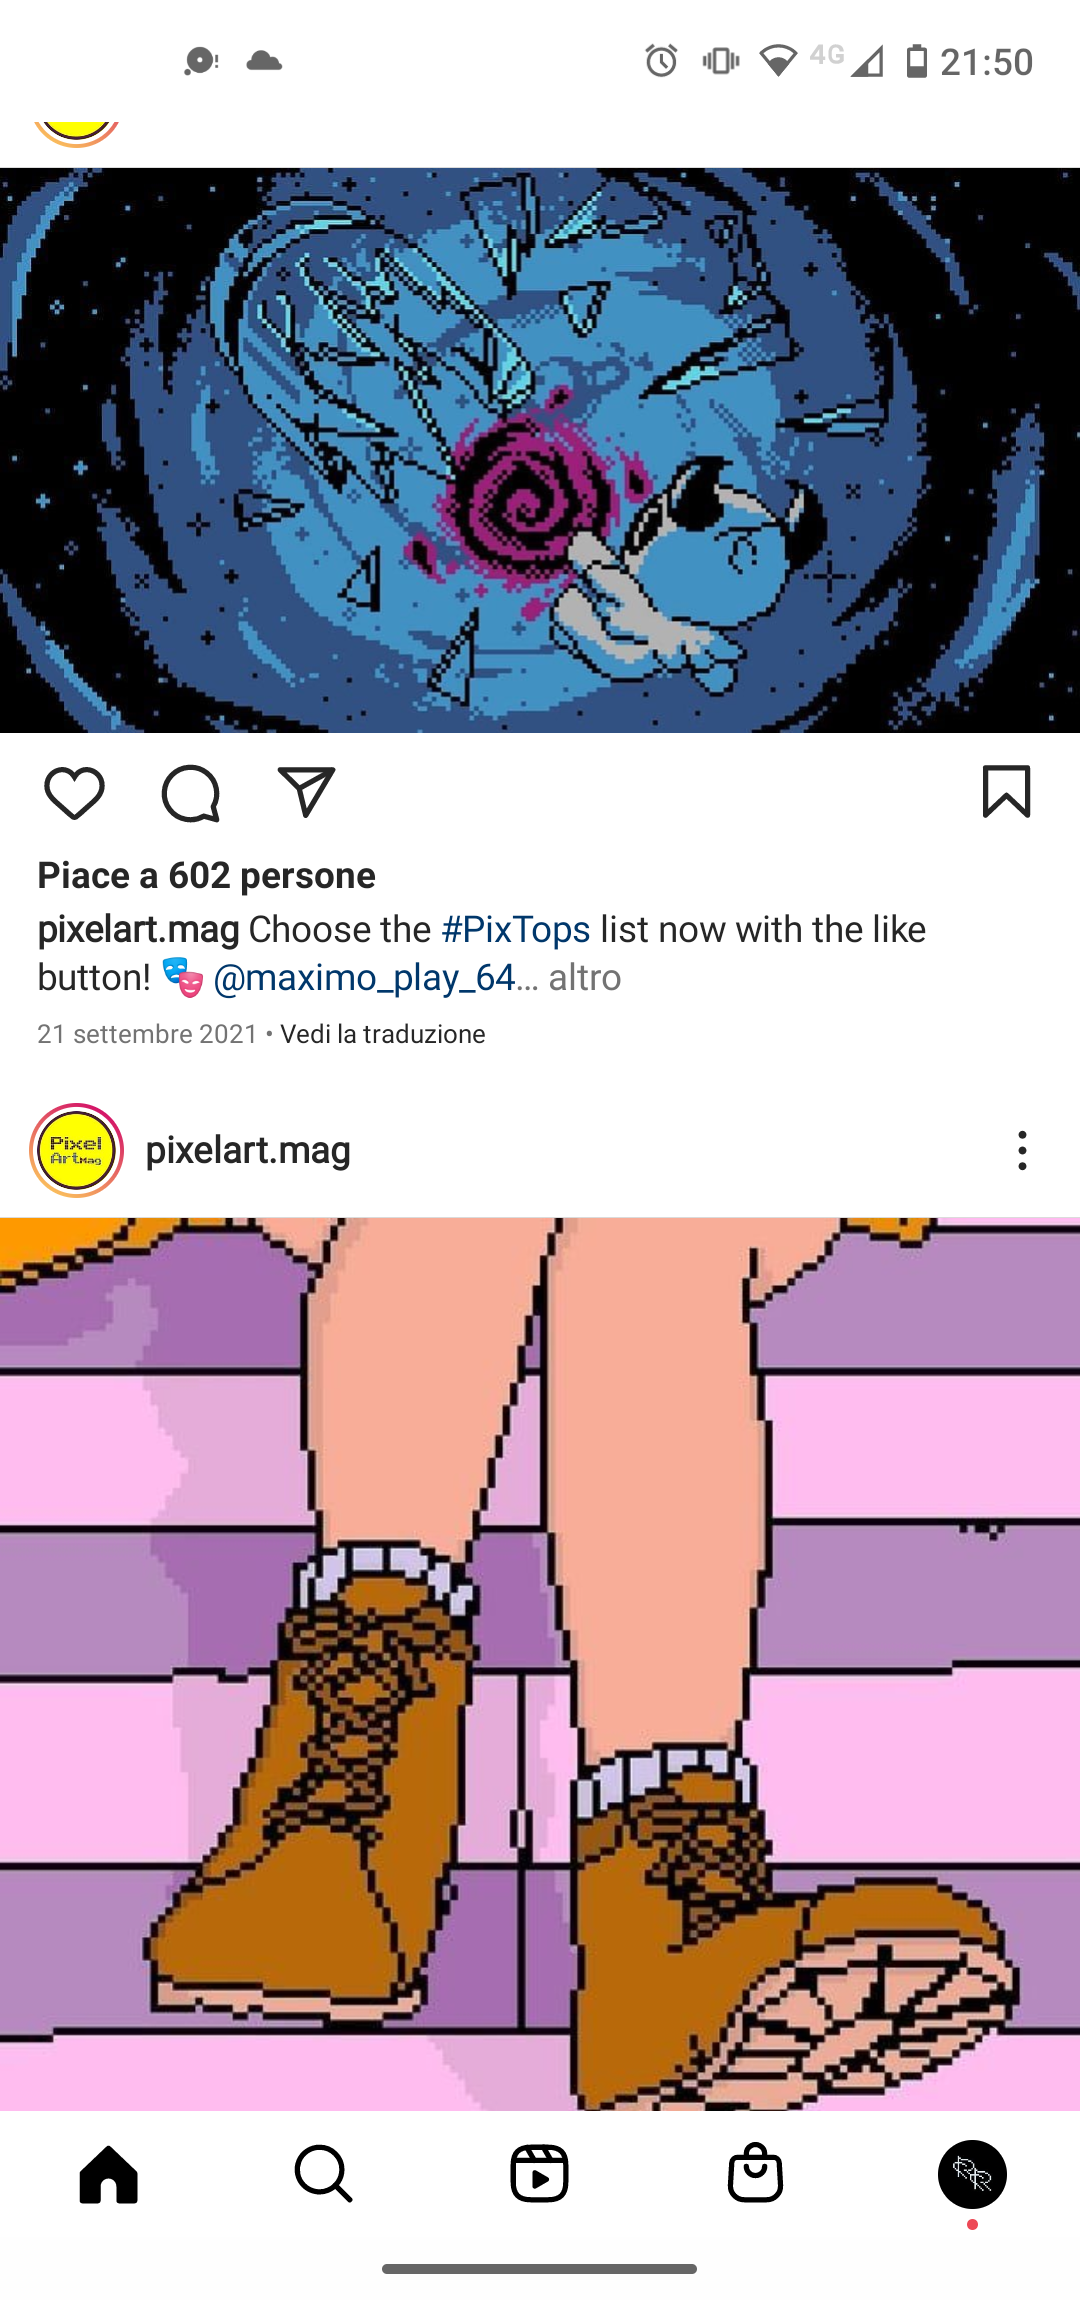 4G 21:50
Piace a 602 persone
pixelart.mag Choose the #PixTops list now with the like
button! 🎭 @maximo_play_64... altro
21 settembre 2021 • Vedi la traduzione
Pixel
ArtMag
pixelart.mag